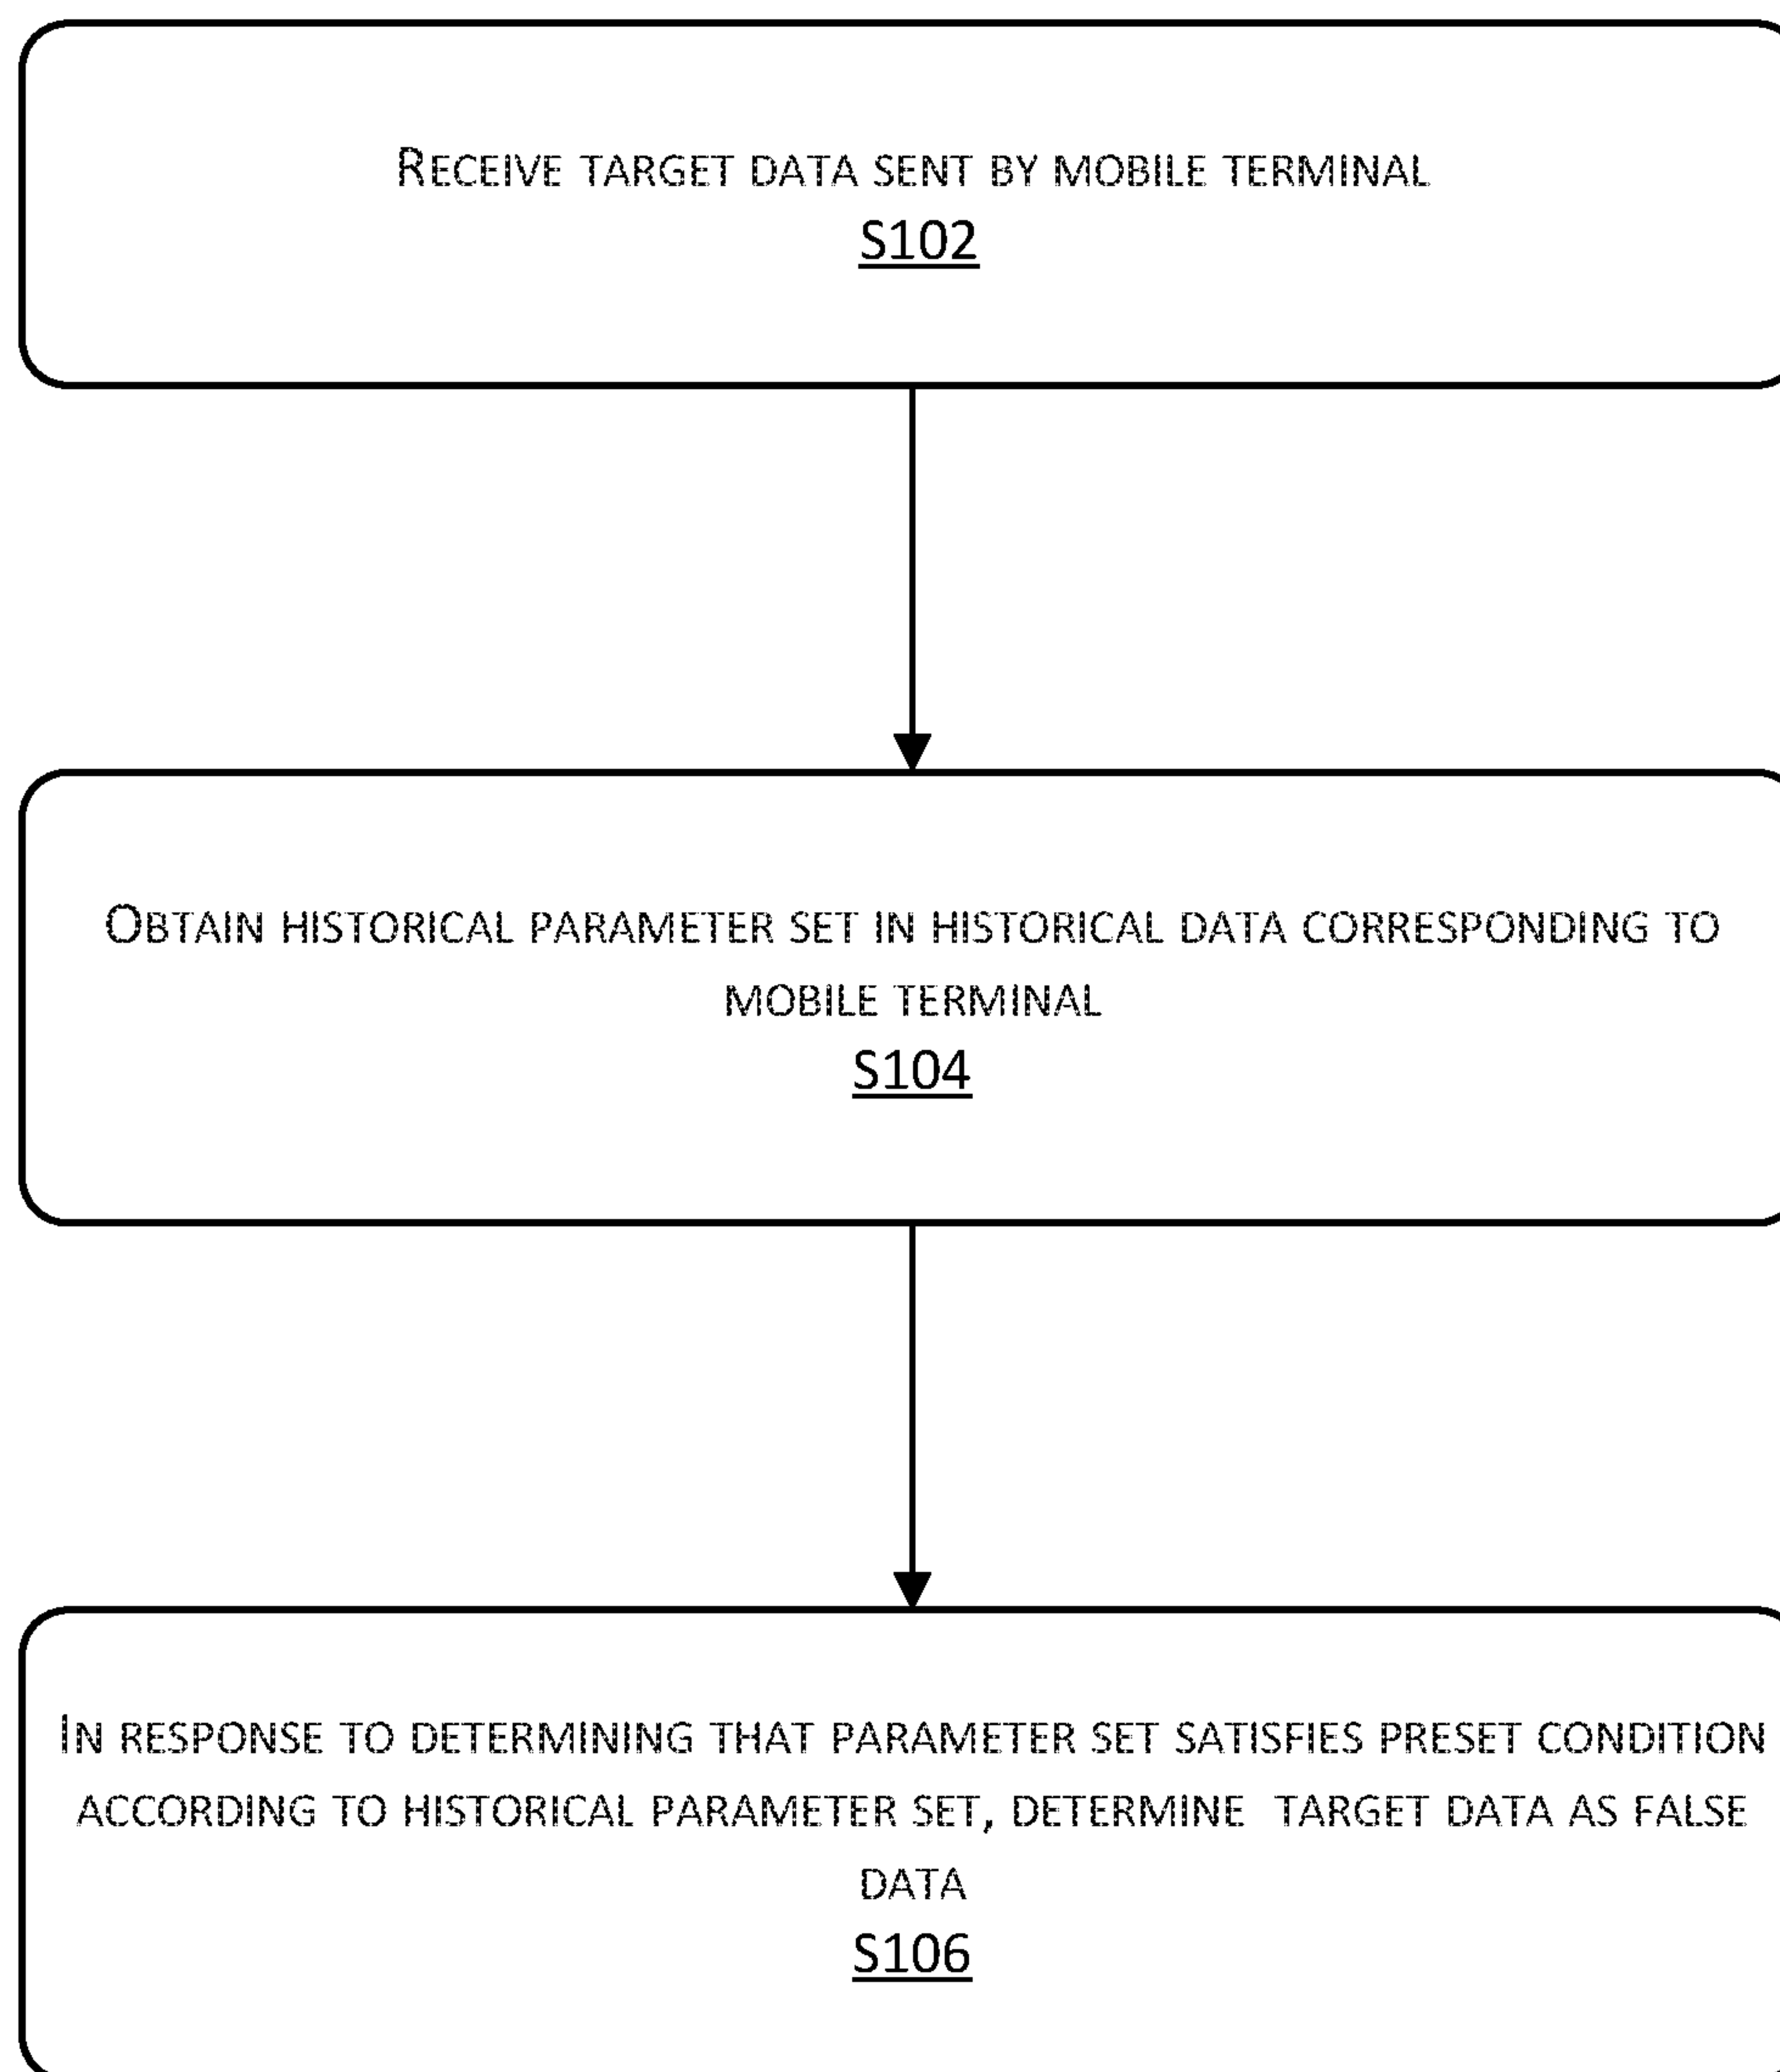 RECEIVE TARGET DATA SENT BY MOBILE TERMINAL
S102
OBTAIN HISTORICAL PARAMETER SET IN HISTORICAL DATA CORRESPONDING TO
MOBILE TERMINAL
S104
IN RESPONSE TO DETERMINING THAT PARAMETER SET SATISFIES PRESET CONDITION
ACCORDING TO HISTORICAL PARAMETER SET, DETERMINE TARGET DATA AS FALSE
DATA
S106